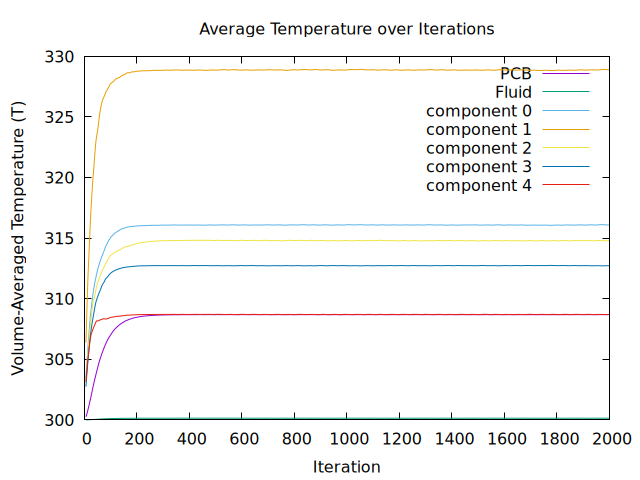 Average Temperature over Iterations
Volume-Averaged Temperature (T)
330
325
320
315
310
305
300
PCB
Fluid
component 0
component 1
component 2
component 3
component 4
0 200 400 600 800 1000 1200 1400 1600 1800 2000
Iteration